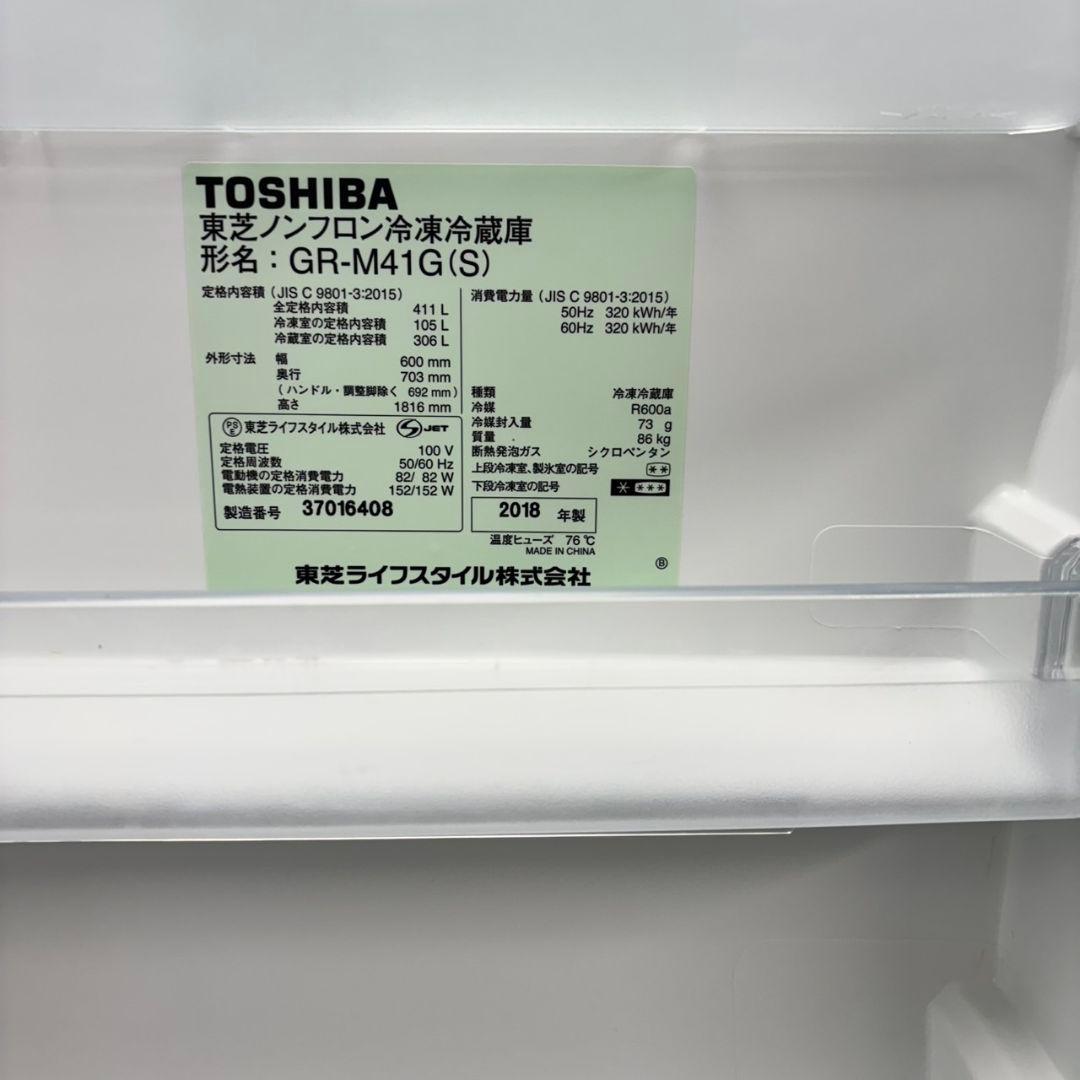 TOSHIBA
東芝ノンフロン冷凍冷蔵庫
形名：GR-M41G(S)
定格内容積（JIS C 9801-3:2015）
全定格内容積 411 L
冷凍室の定格内容積 105 L
冷蔵室の定格内容積 306 L
外形寸法 幅 600 mm
奥行 703 mm
（ハンドル・調整脚除く 692 mm）
高さ 1816 mm
PS E 東芝ライフスタイル株式会社 S JET
定格電圧 100 V
定格周波数 50/60 Hz
電動機の定格消費電力 82/ 82 W
電熱装置の定格消費電力 152/152 W
製造番号 37016408
消費電力量（JIS C 9801-3:2015）
50Hz 320 kWh/年
60Hz 320 kWh/年
種類 冷凍冷蔵庫
冷媒 R600a
冷媒封入量 73 g
質量 86 kg
断熱発泡ガス シクロペンタン
上段冷凍室、製氷室の記号 **
下段冷凍室の記号 * ***
2018 年製
温度ヒューズ 76 ℃
MADE IN CHINA
Ⓑ
東芝ライフスタイル株式会社